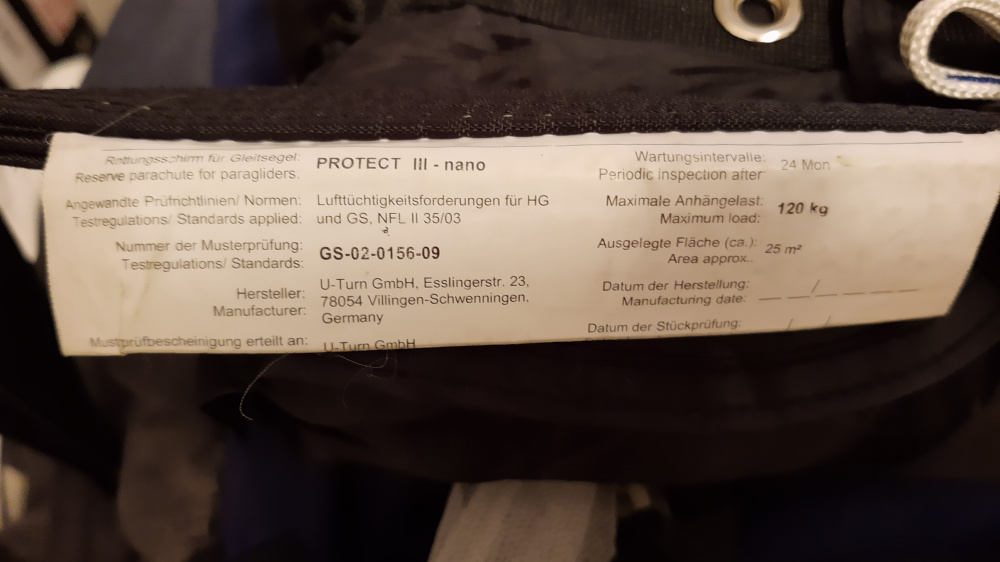 Rettungsschirm für Gleitsegel:
Reserve parachute for paragliders.
PROTECT III - nano
Angewandte Prüfrichtlinien/ Normen:
Testregulations/ Standards applied:
Lufttüchtigkeitsforderungen für HG
und GS, NFL II 35/03
Nummer der Musterprüfung:
Testregulations/ Standards:
GS-02-0156-09
Hersteller:
Manufacturer:
U-Turn GmbH, Esslingerstr. 23,
78054 Villingen-Schwenningen,
Germany
Mustprüfbescheinigung erteilt an:
U-Turn GmbH
Wartungsintervalle:
Periodic inspection after
24 Mon
Maximale Anhängelast:
Maximum load:
120 kg
Ausgelegte Fläche (ca.):
Area approx..
25 m²
Datum der Herstellung:
Manufacturing date:
Datum der Stückprüfung: